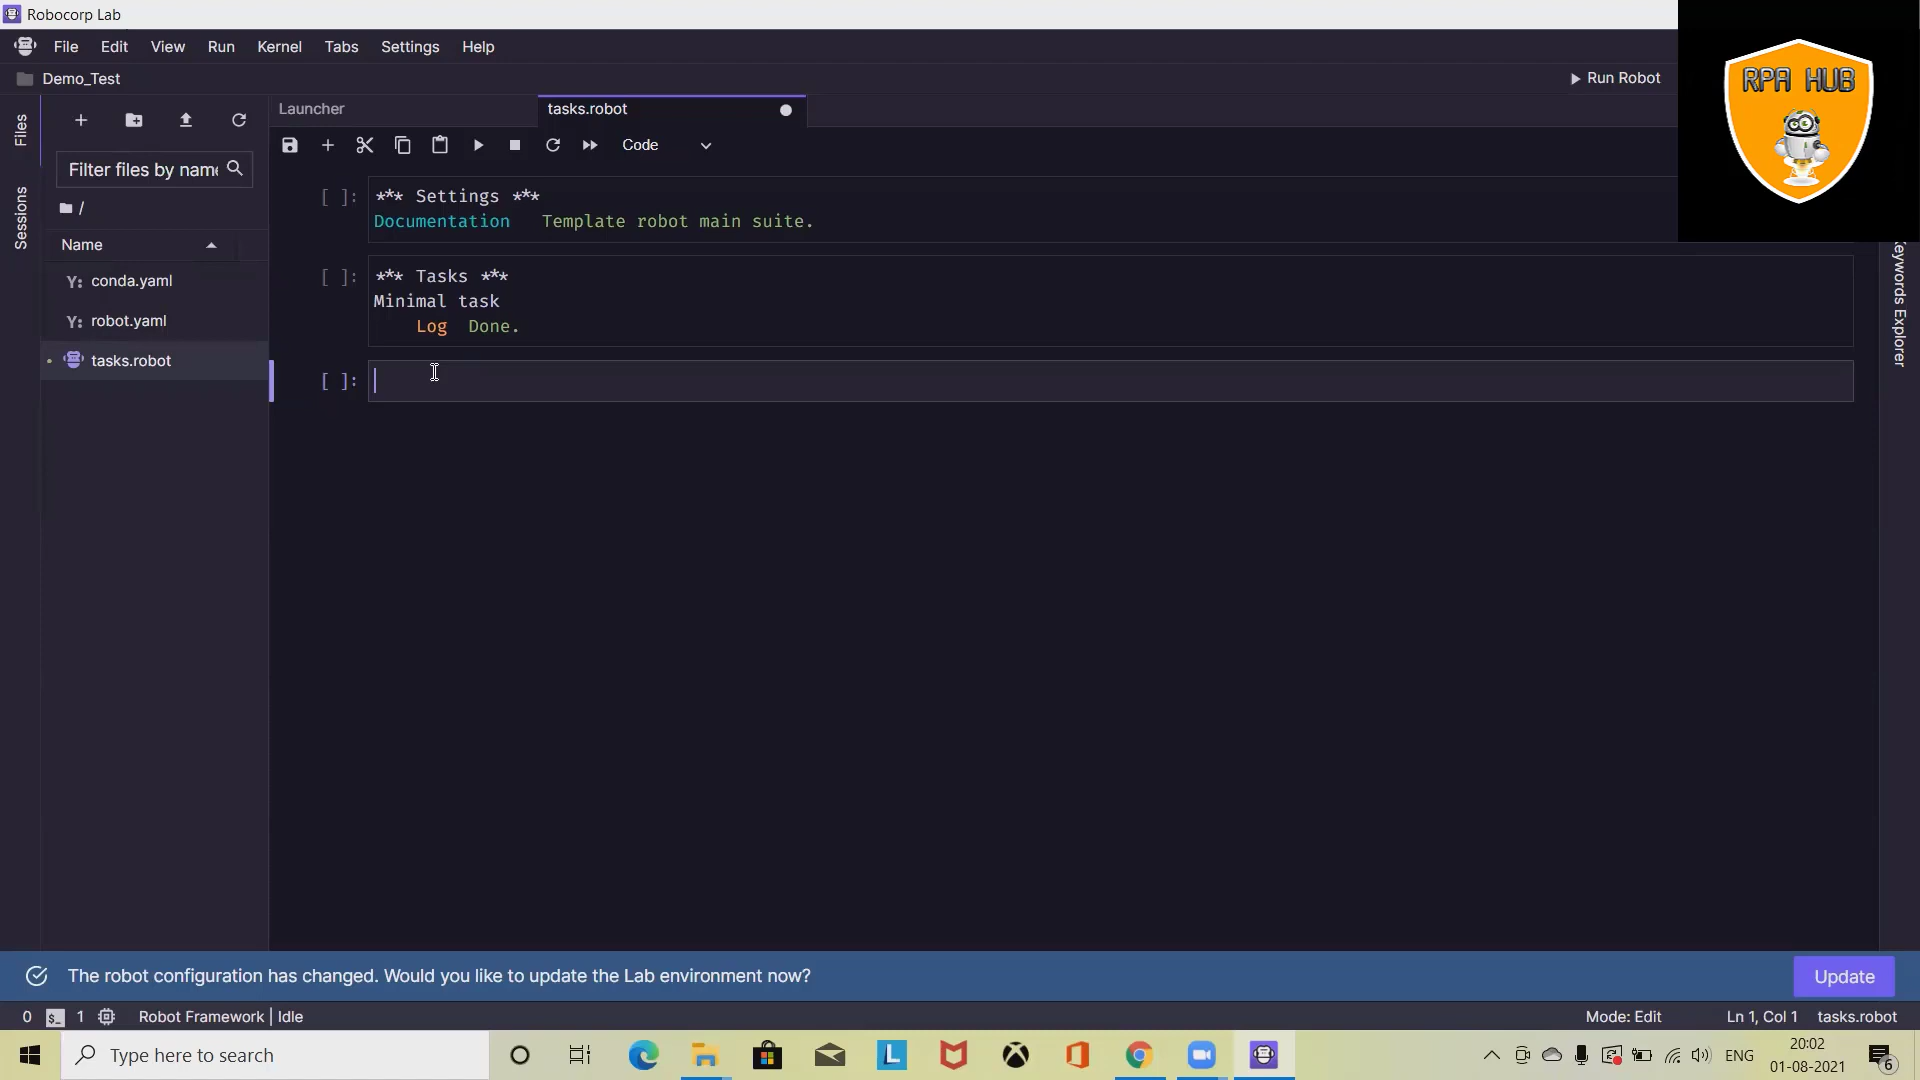 Robocorp Lab
File Edit View Run Kernel Tabs Settings Help
Demo_Test
Run Robot
RPA HUB
Files
Sessions
Launcher
tasks.robot
Code
Filter files by name
/
Name
conda.yaml
robot.yaml
tasks.robot
[ ]: *** Settings ***
Documentation Template robot main suite.
[ ]: *** Tasks ***
Minimal task
Log Done.
[ ]:
Keywords Explorer
The robot configuration has changed. Would you like to update the Lab environment now?
Update
0 $_ 1 Robot Framework | Idle
Mode: Edit Ln 1, Col 1 tasks.robot
Type here to search
L
ENG
20:02
01-08-2021
6